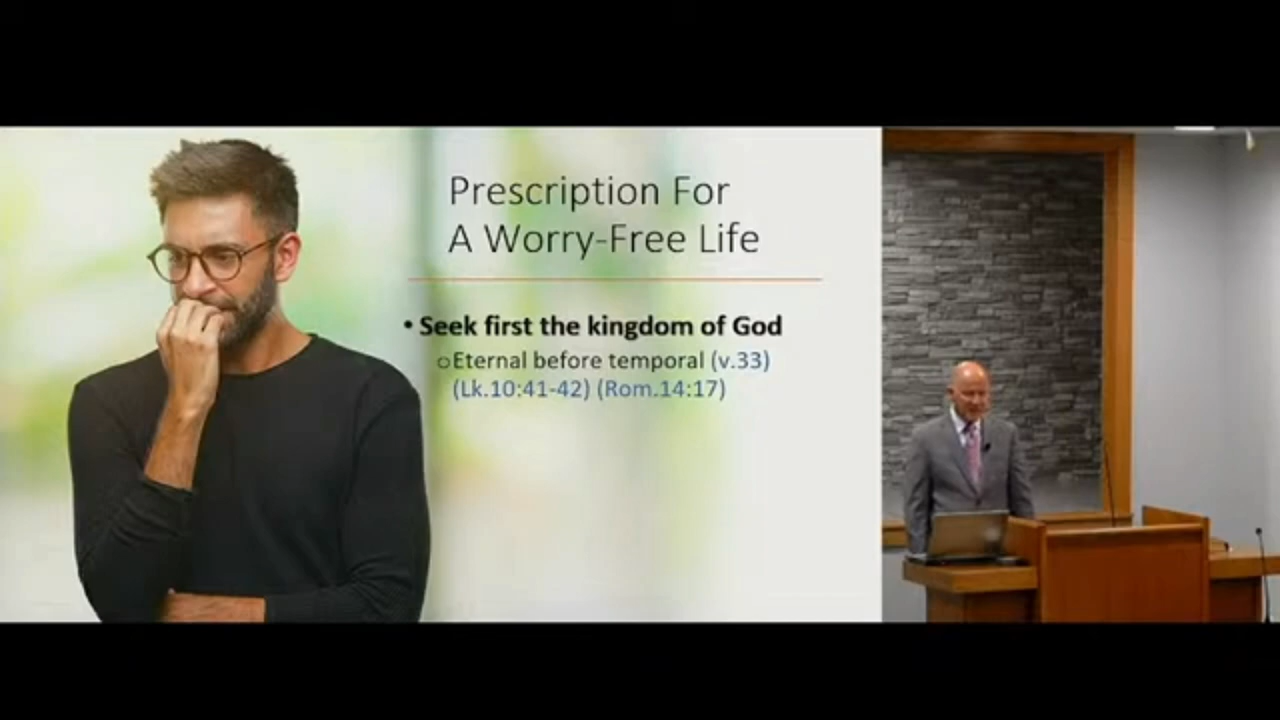 Prescription For
A Worry-Free Life
• Seek first the kingdom of God
○Eternal before temporal (v.33)
(Lk.10:41-42) (Rom.14:17)